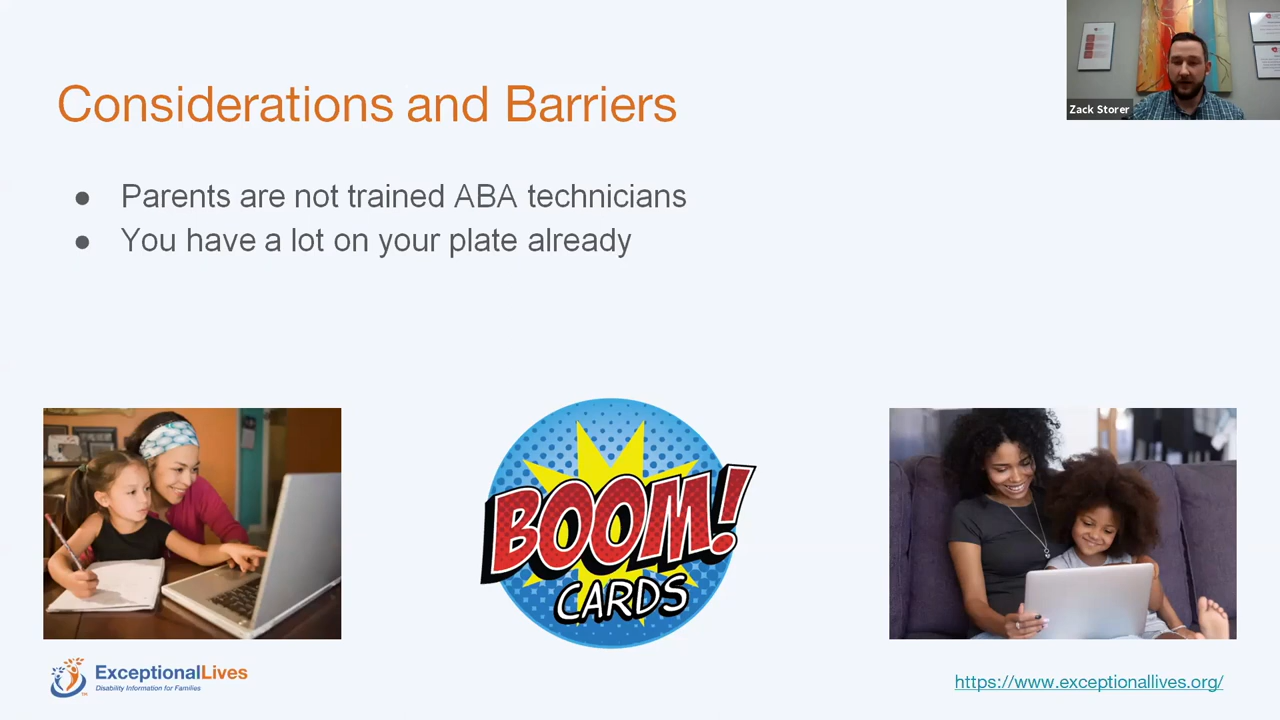 Zack Storer
Considerations and Barriers
● Parents are not trained ABA technicians
● You have a lot on your plate already
BOOM!
CARDS
ExceptionalLives
Disability Information for Families
TM
https://www.exceptionallives.org/